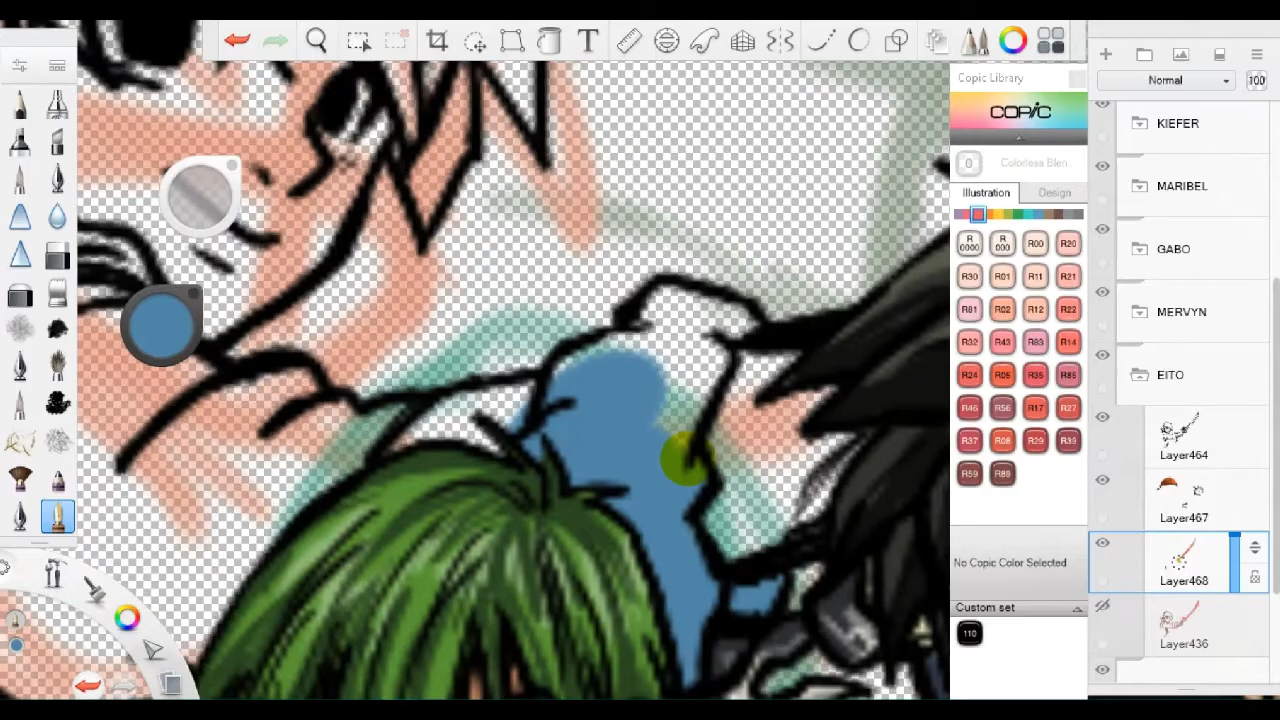 Copic Library
COPIC
0 Colorless Blen
Illustration Design
R 0000 R 000 R00 R20
R30 R01 R11 R21
R81 R02 R12 R22
R32 R43 R83 R14
R24 R05 R35 R85
R46 R56 R17 R27
R37 R08 R29 R39
R59 R89
No Copic Color Selected
Custom set
110
Normal 100
KIEFER
MARIBEL
GABO
MERVYN
EITO
Layer464
Layer467
Layer468
Layer436